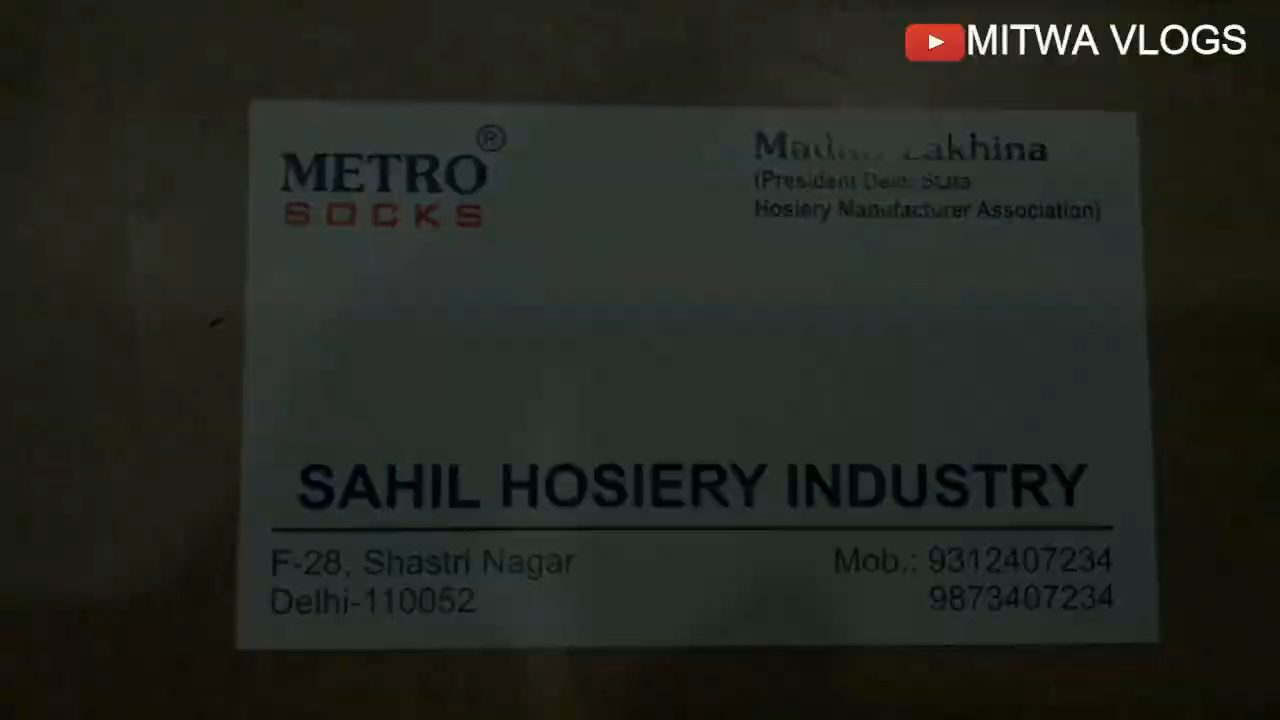 MITWA VLOGS
METRO®
SOCKS
Lakhina
(President Delhi State
Hosiery Manufacturer Association)
SAHIL HOSIERY INDUSTRY
F-28, Shastri Nagar
Delhi-110052
Mob.: 9312407234
9873407234